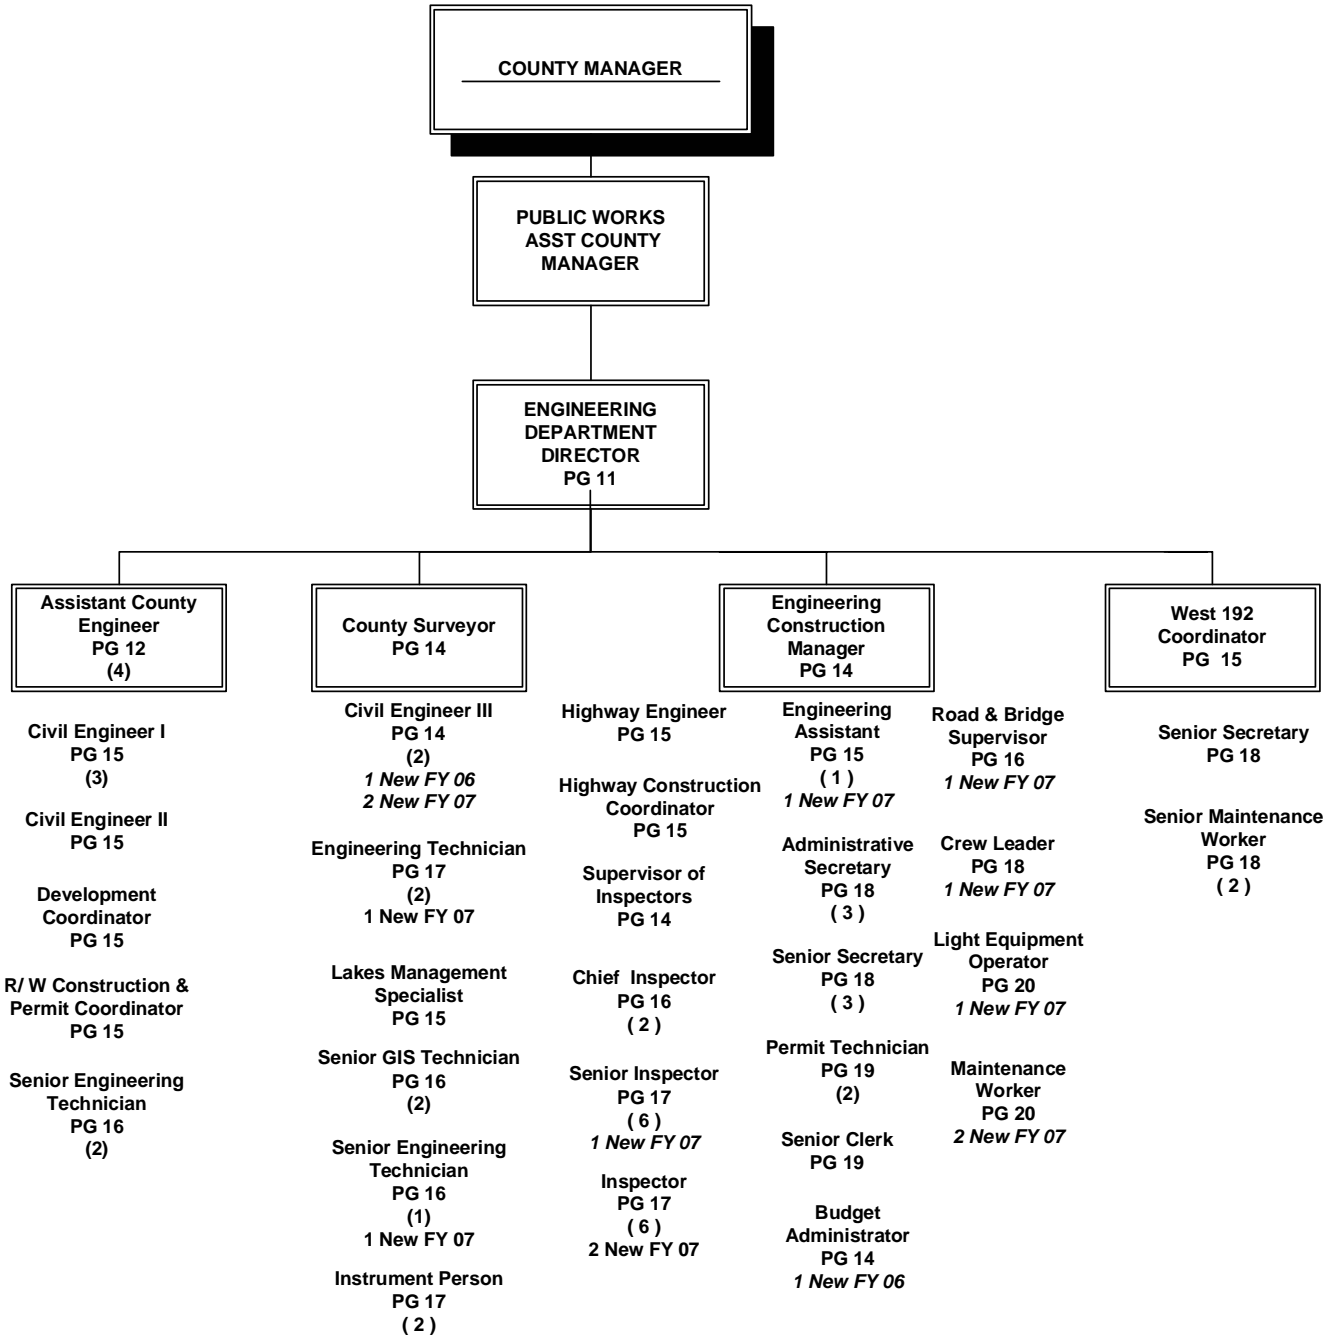 COUNTY MANAGER
PUBLIC WORKS
ASST COUNTY
MANAGER
ENGINEERING
DEPARTMENT
DIRECTOR
PG 11
Assistant County
Engineer
PG 12
(4)
Civil Engineer I
PG 15
(3)
Civil Engineer II
PG 15
Development
Coordinator
PG 15
R/ W Construction &
Permit Coordinator
PG 15
Senior Engineering
Technician
PG 16
(2)
County Surveyor
PG 14
Civil Engineer III
PG 14
(2)
1 New FY 06
2 New FY 07
Engineering Technician
PG 17
(2)
1 New FY 07
Lakes Management
Specialist
PG 15
Senior GIS Technician
PG 16
(2)
Senior Engineering
Technician
PG 16
(1)
1 New FY 07
Instrument Person
PG 17
( 2 )
Engineering
Construction
Manager
PG 14
Highway Engineer
PG 15
Highway Construction
Coordinator
PG 15
Supervisor of
Inspectors
PG 14
Chief Inspector
PG 16
( 2 )
Senior Inspector
PG 17
( 6 )
1 New FY 07
Inspector
PG 17
( 6 )
2 New FY 07
Engineering
Assistant
PG 15
( 1 )
1 New FY 07
Administrative
Secretary
PG 18
( 3 )
Senior Secretary
PG 18
( 3 )
Permit Technician
PG 19
(2)
Senior Clerk
PG 19
Budget
Administrator
PG 14
1 New FY 06
Road & Bridge
Supervisor
PG 16
1 New FY 07
Crew Leader
PG 18
1 New FY 07
Light Equipment
Operator
PG 20
1 New FY 07
Maintenance
Worker
PG 20
2 New FY 07
West 192
Coordinator
PG 15
Senior Secretary
PG 18
Senior Maintenance
Worker
PG 18
( 2 )